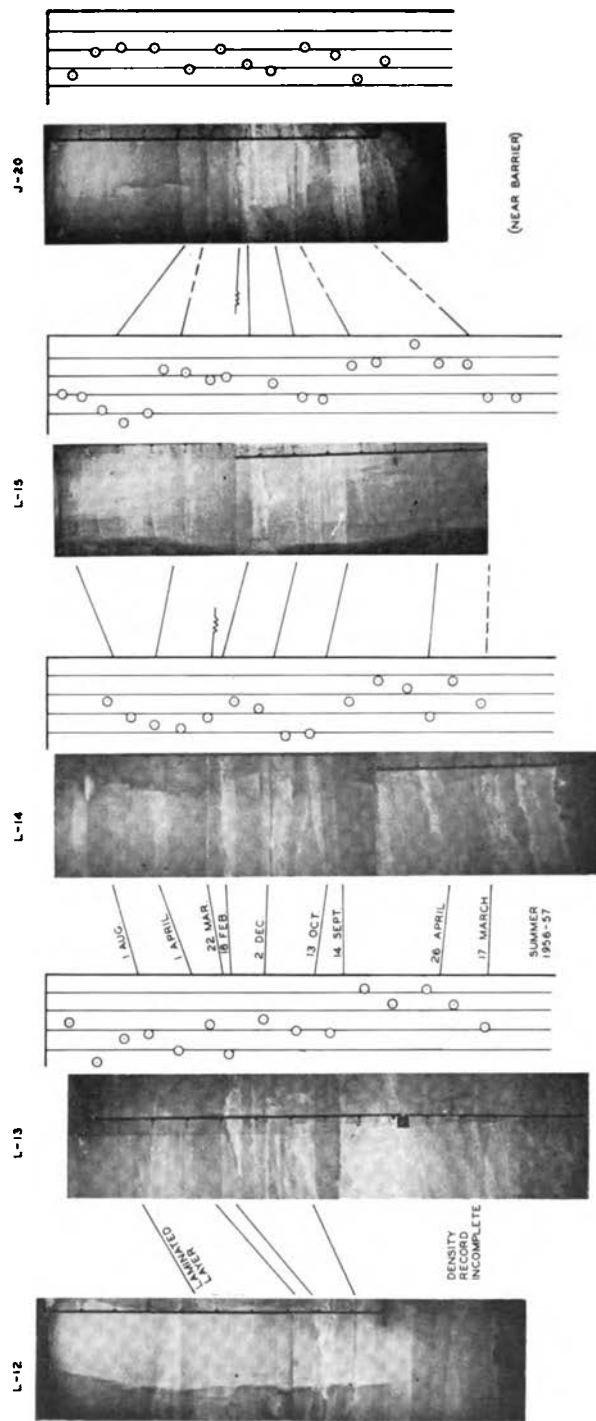 J-20
(NEAR BARRIER)
L-15
L-14
1 AUG.
1 APRIL
22 MAR.
18 FEB.
2 DEC.
13 OCT
14 SEPT.
26 APRIL
17 MARCH
SUMMER
1956-57
L-13
LAMINATED
LAYER
DENSITY
RECORD
INCOMPLETE
L-12